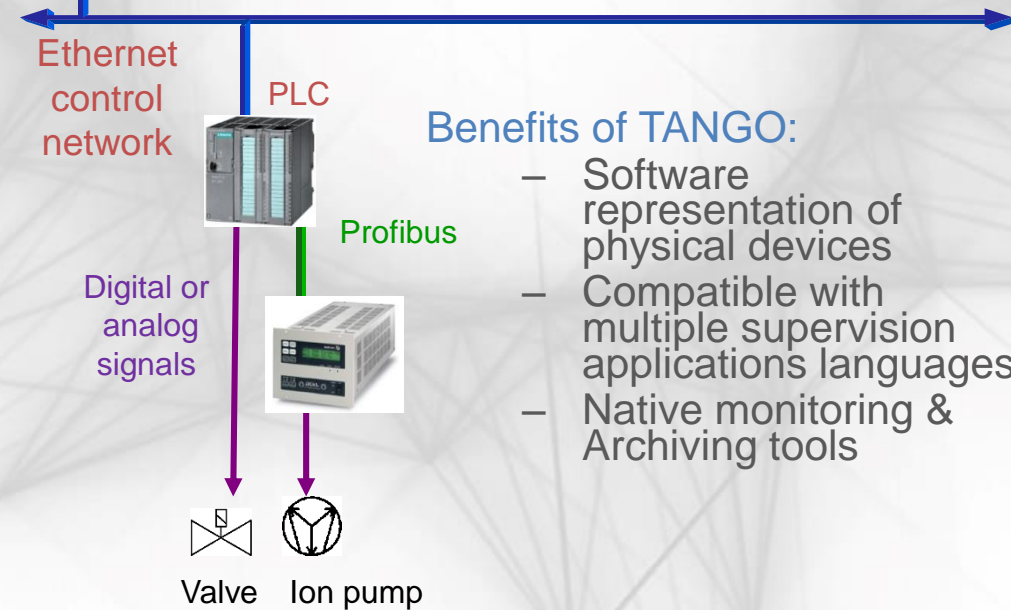 Ethernet
control
network
PLC
Benefits of TANGO:
– Software
representation of
physical devices
– Compatible with
multiple supervision
applications languages
– Native monitoring &
Archiving tools
Profibus
Digital or
analog
signals
Valve
Ion pump